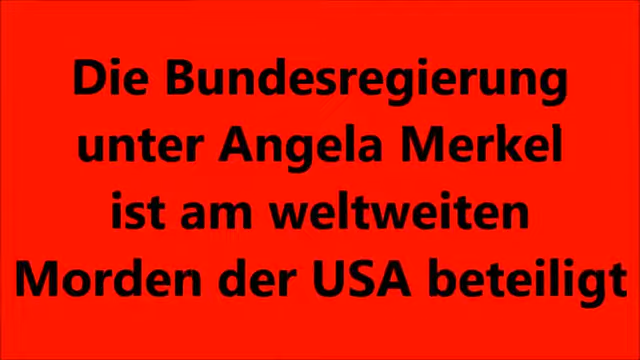 Die Bundesregierung
unter Angela Merkel
ist am weltweiten
Morden der USA beteiligt